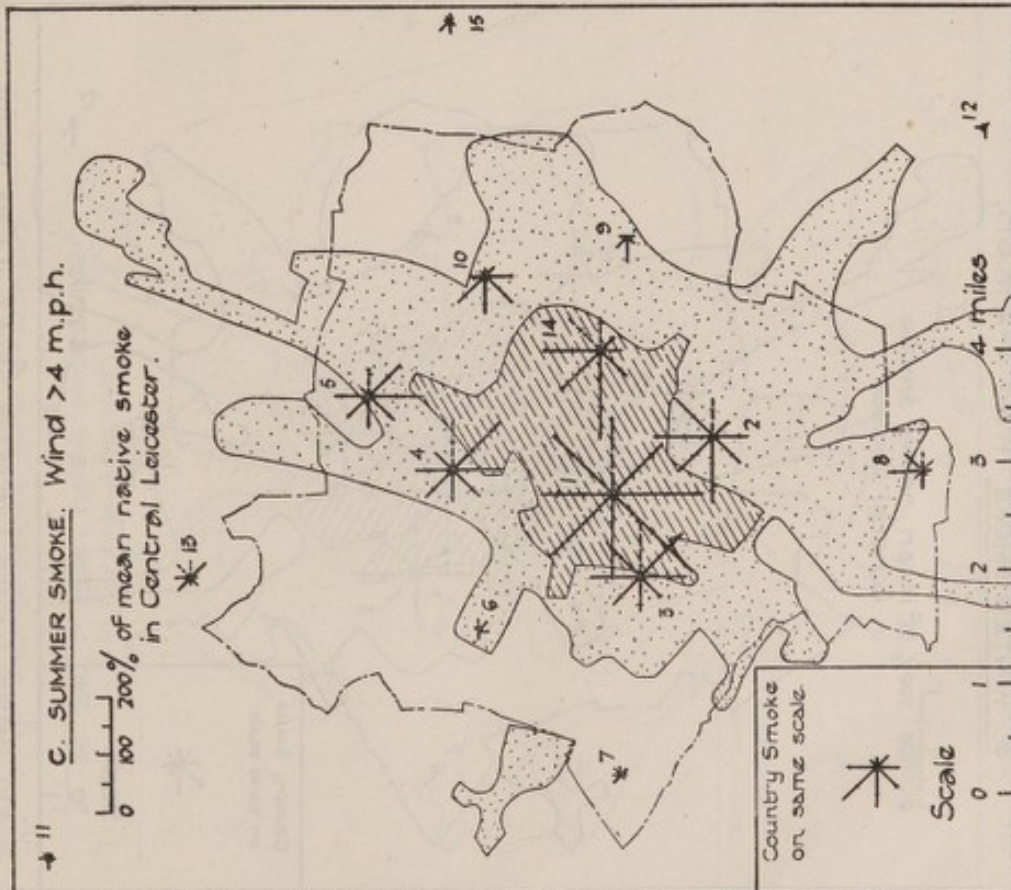 C. SUMMER SMOKE. Wind >4 m.p.h.
0 100 200% of mean native smoke
in Central Leicester.
11
13
15
5
10
4
6
14
9
1
7
3
2
12
8
Country Smoke
on same scale
Scale
0 1 2 3 4 miles